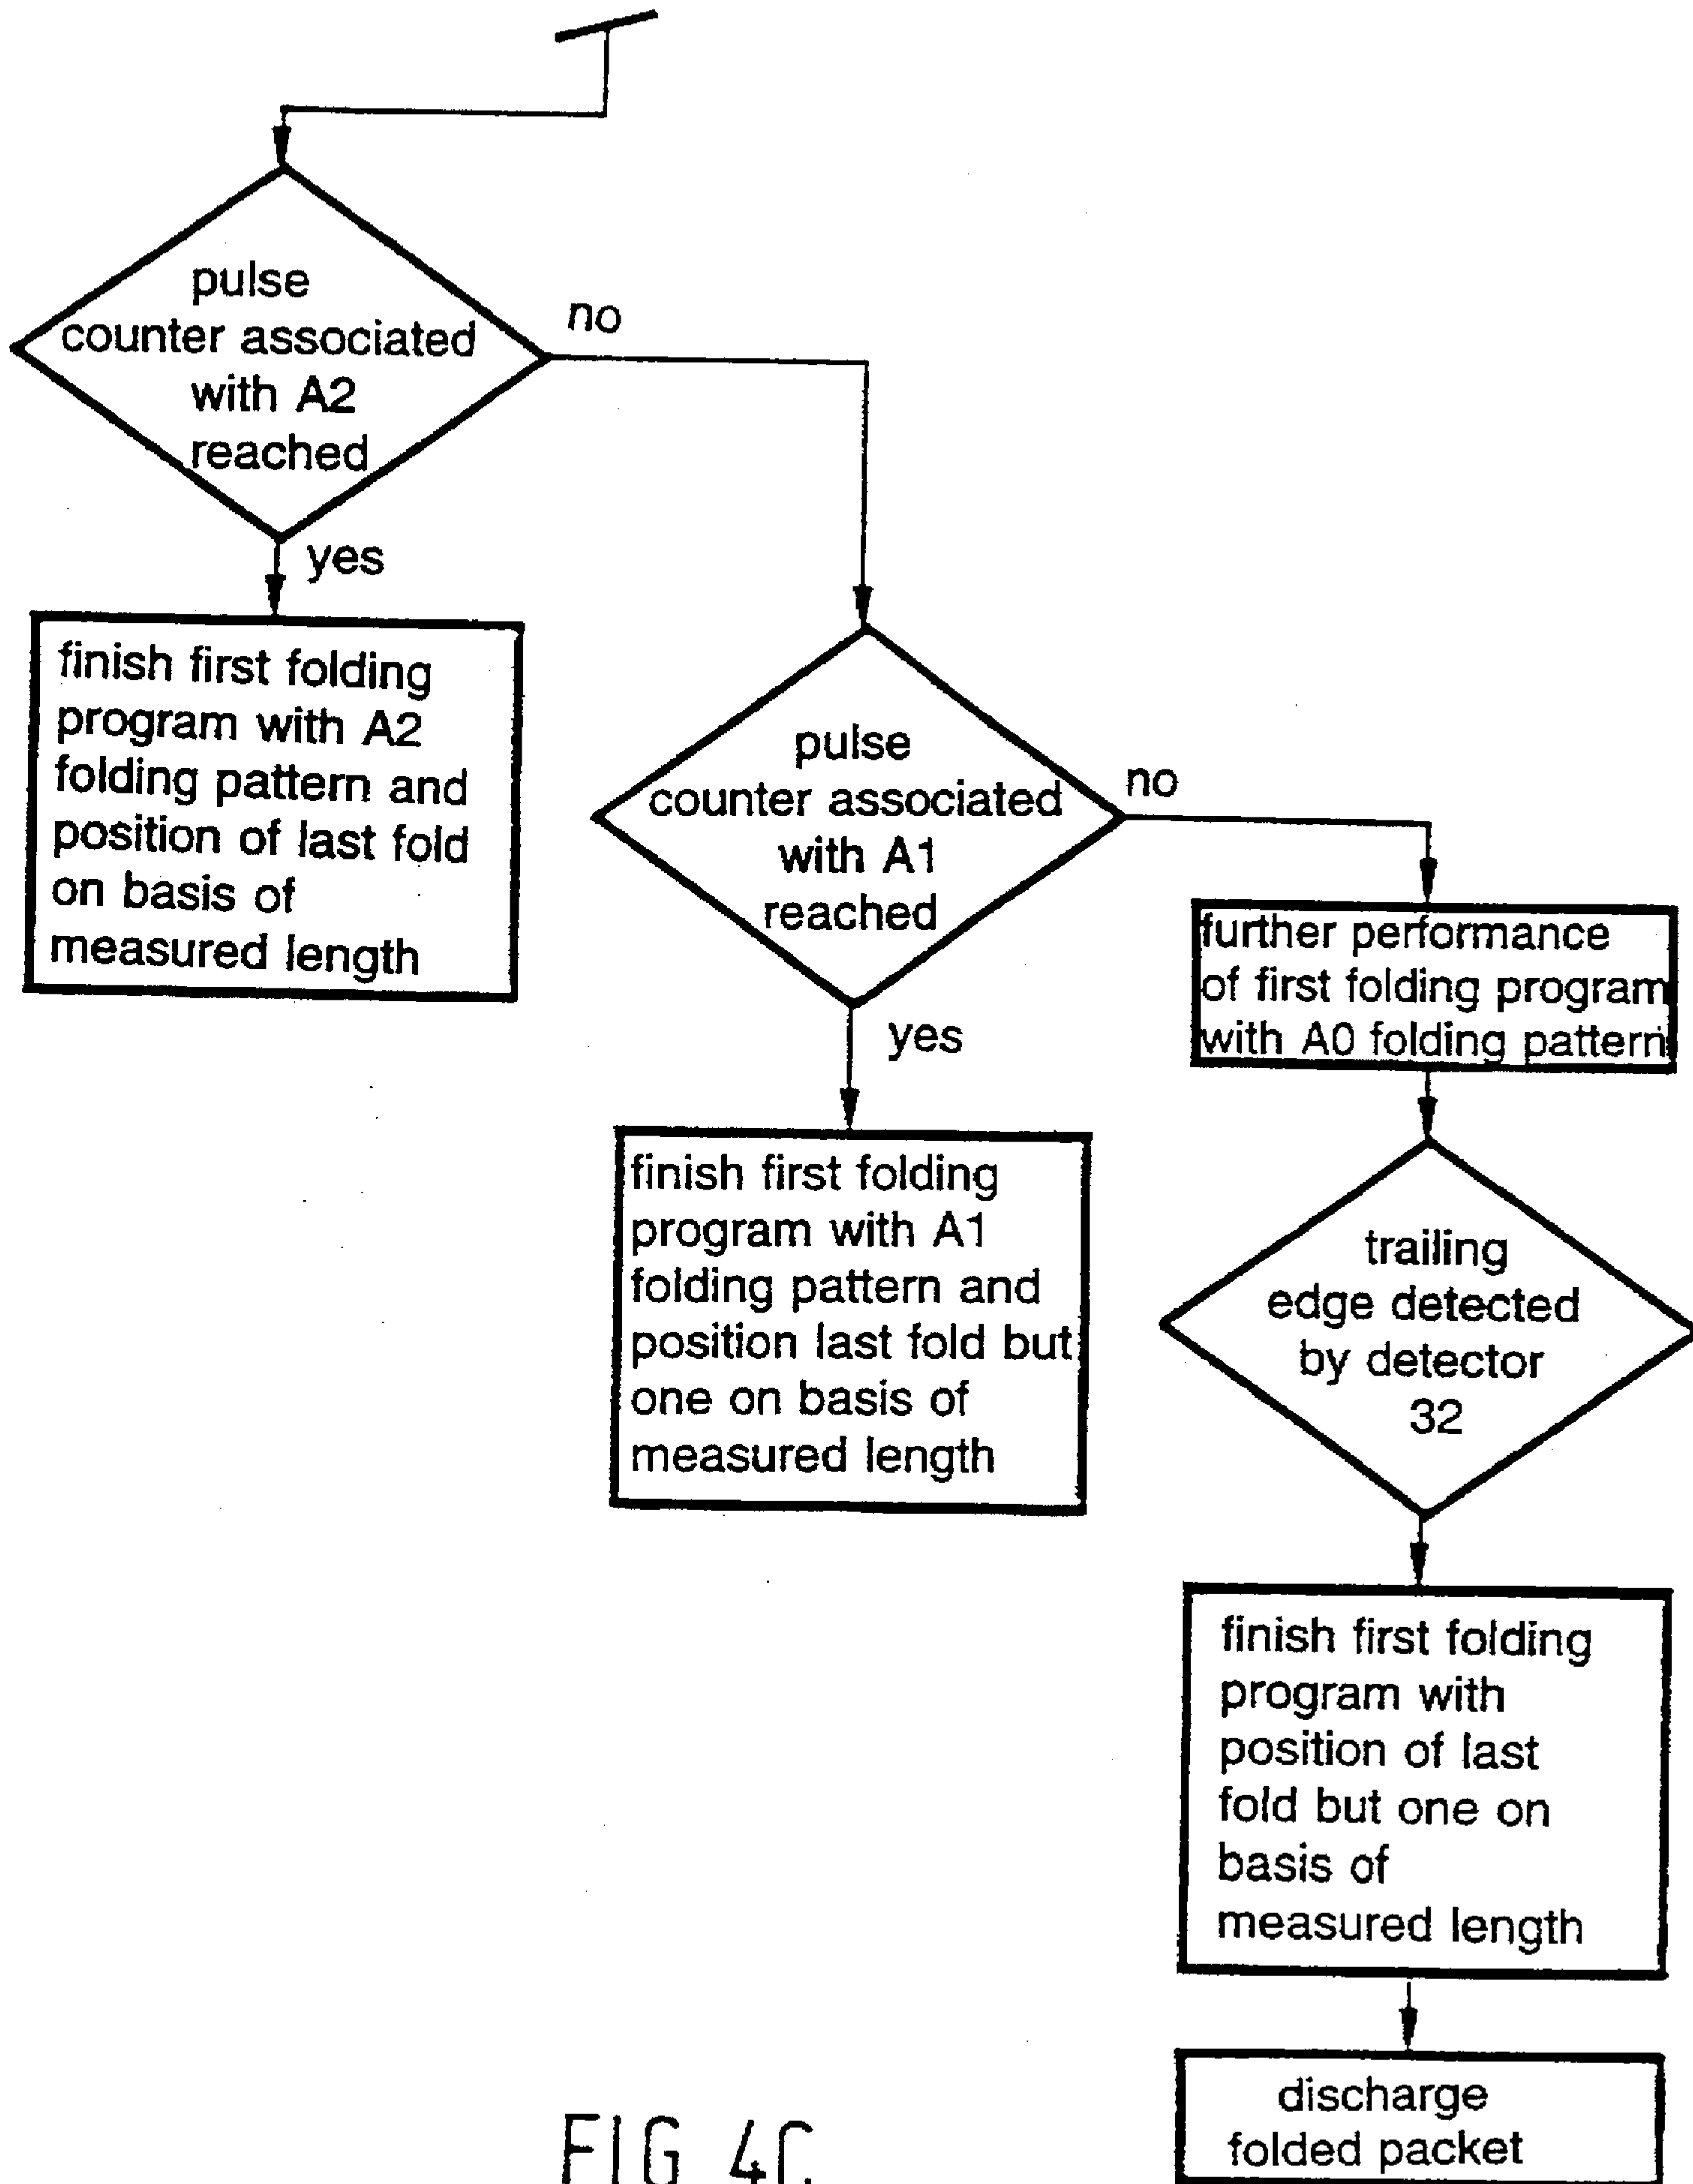 pulse
counter associated
with A2
reached
no
yes
finish first folding
program with A2
folding pattern and
position of last fold
on basis of
measured length
pulse
counter associated
with A1
reached
no
yes
finish first folding
program with A1
folding pattern and
position last fold but
one on basis of
measured length
further performance
of first folding program
with A0 folding pattern
trailing
edge detected
by detector
32
finish first folding
program with
position of last
fold but one on
basis of
measured length
discharge
folded packet
FIG 4C